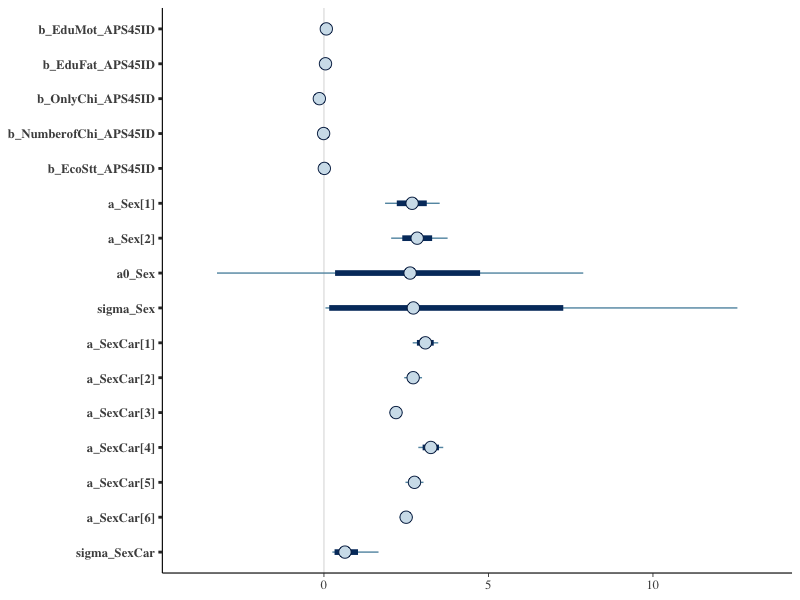 b_EduMot_APS45ID
b_EduFat_APS45ID
b_OnlyChi_APS45ID
b_NumberofChi_APS45ID
b_EcoStt_APS45ID
a_Sex[1]
a_Sex[2]
a0_Sex
sigma_Sex
a_SexCar[1]
a_SexCar[2]
a_SexCar[3]
a_SexCar[4]
a_SexCar[5]
a_SexCar[6]
sigma_SexCar
0 5 10